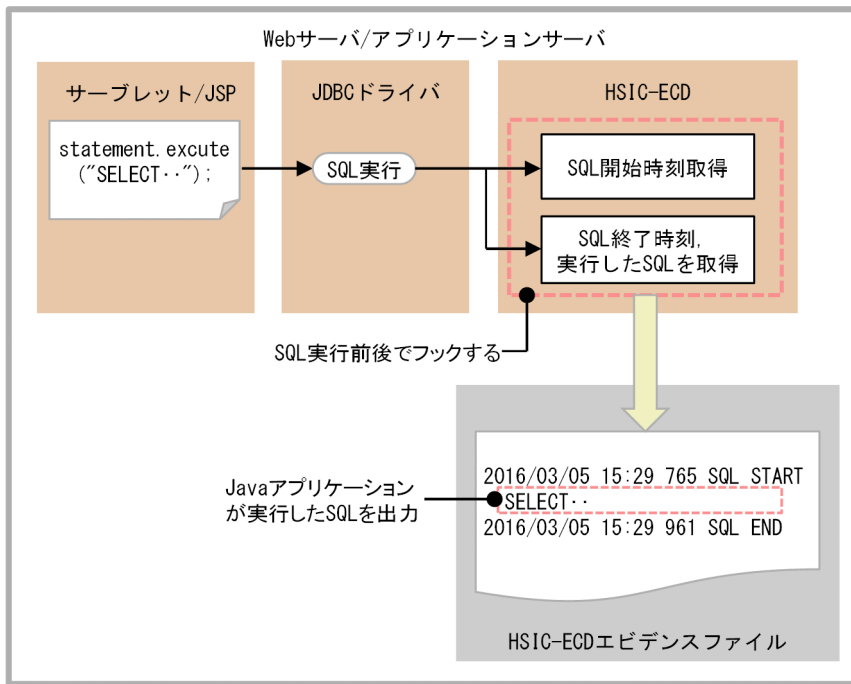 Webサーバ/アプリケーションサーバ
サーブレット/JSP
JDBCドライバ
HSIC-ECD
statement.excute
("SELECT‥");
SQL実行
SQL開始時刻取得
SQL終了時刻,
実行したSQLを取得
SQL実行前後でフックする
2016/03/05 15:29 765 SQL START
SELECT‥
2016/03/05 15:29 961 SQL END
Javaアプリケーション
が実行したSQLを出力
HSIC-ECDエビデンスファイル